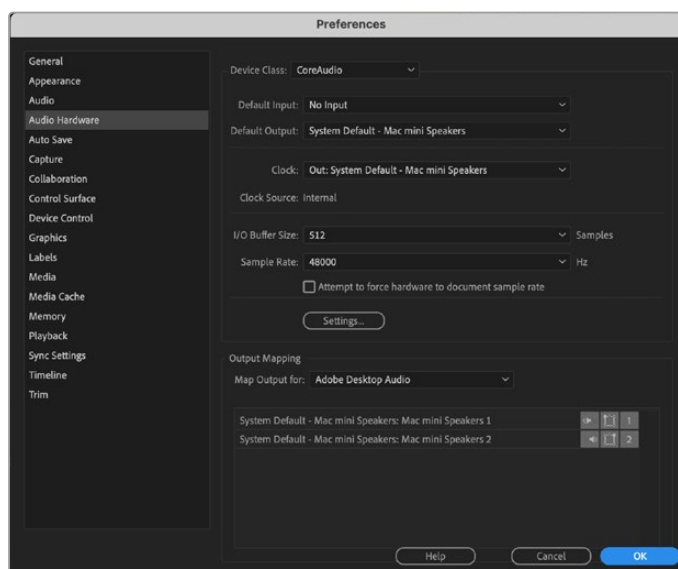 Preferences
General
Appearance
Audio
Audio Hardware
Auto Save
Capture
Collaboration
Control Surface
Device Control
Graphics
Labels
Media
Media Cache
Memory
Playback
Sync Settings
Timeline
Trim
Device Class: CoreAudio
Default Input: No Input
Default Output: System Default - Mac mini Speakers
Clock: Out: System Default - Mac mini Speakers
Clock Source: Internal
I/O Buffer Size: 512 Samples
Sample Rate: 48000 Hz
Attempt to force hardware to document sample rate
Settings...
Output Mapping
Map Output for: Adobe Desktop Audio
System Default - Mac mini Speakers: Mac mini Speakers 1 1
System Default - Mac mini Speakers: Mac mini Speakers 2 2
Help Cancel OK